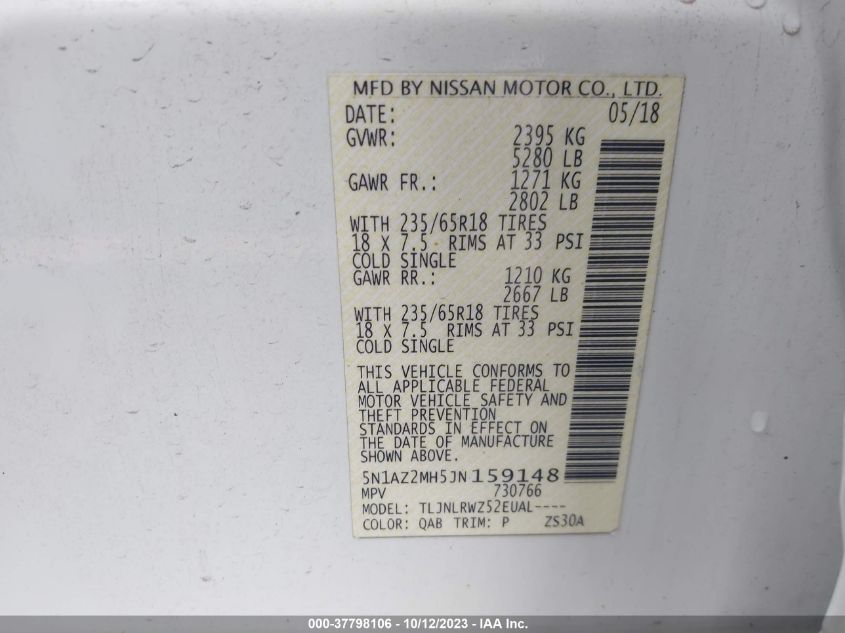 MFD BY NISSAN MOTOR CO., LTD.
DATE: 05/18
GVWR: 2395 KG
5280 LB
GAWR FR.: 1271 KG
2802 LB
WITH 235/65R18 TIRES
18 X 7.5 RIMS AT 33 PSI
COLD SINGLE
GAWR RR.: 1210 KG
2667 LB
WITH 235/65R18 TIRES
18 X 7.5 RIMS AT 33 PSI
COLD SINGLE
THIS VEHICLE CONFORMS TO
ALL APPLICABLE FEDERAL
MOTOR VEHICLE SAFETY AND
THEFT PREVENTION
STANDARDS IN EFFECT ON
THE DATE OF MANUFACTURE
SHOWN ABOVE.
5N1AZ2MH5JN159148
MPV 730766
MODEL: TLJNLRWZ52EUAL----
COLOR: QAB TRIM: P ZS30A
000-37798106 - 10/12/2023 - IAA Inc.